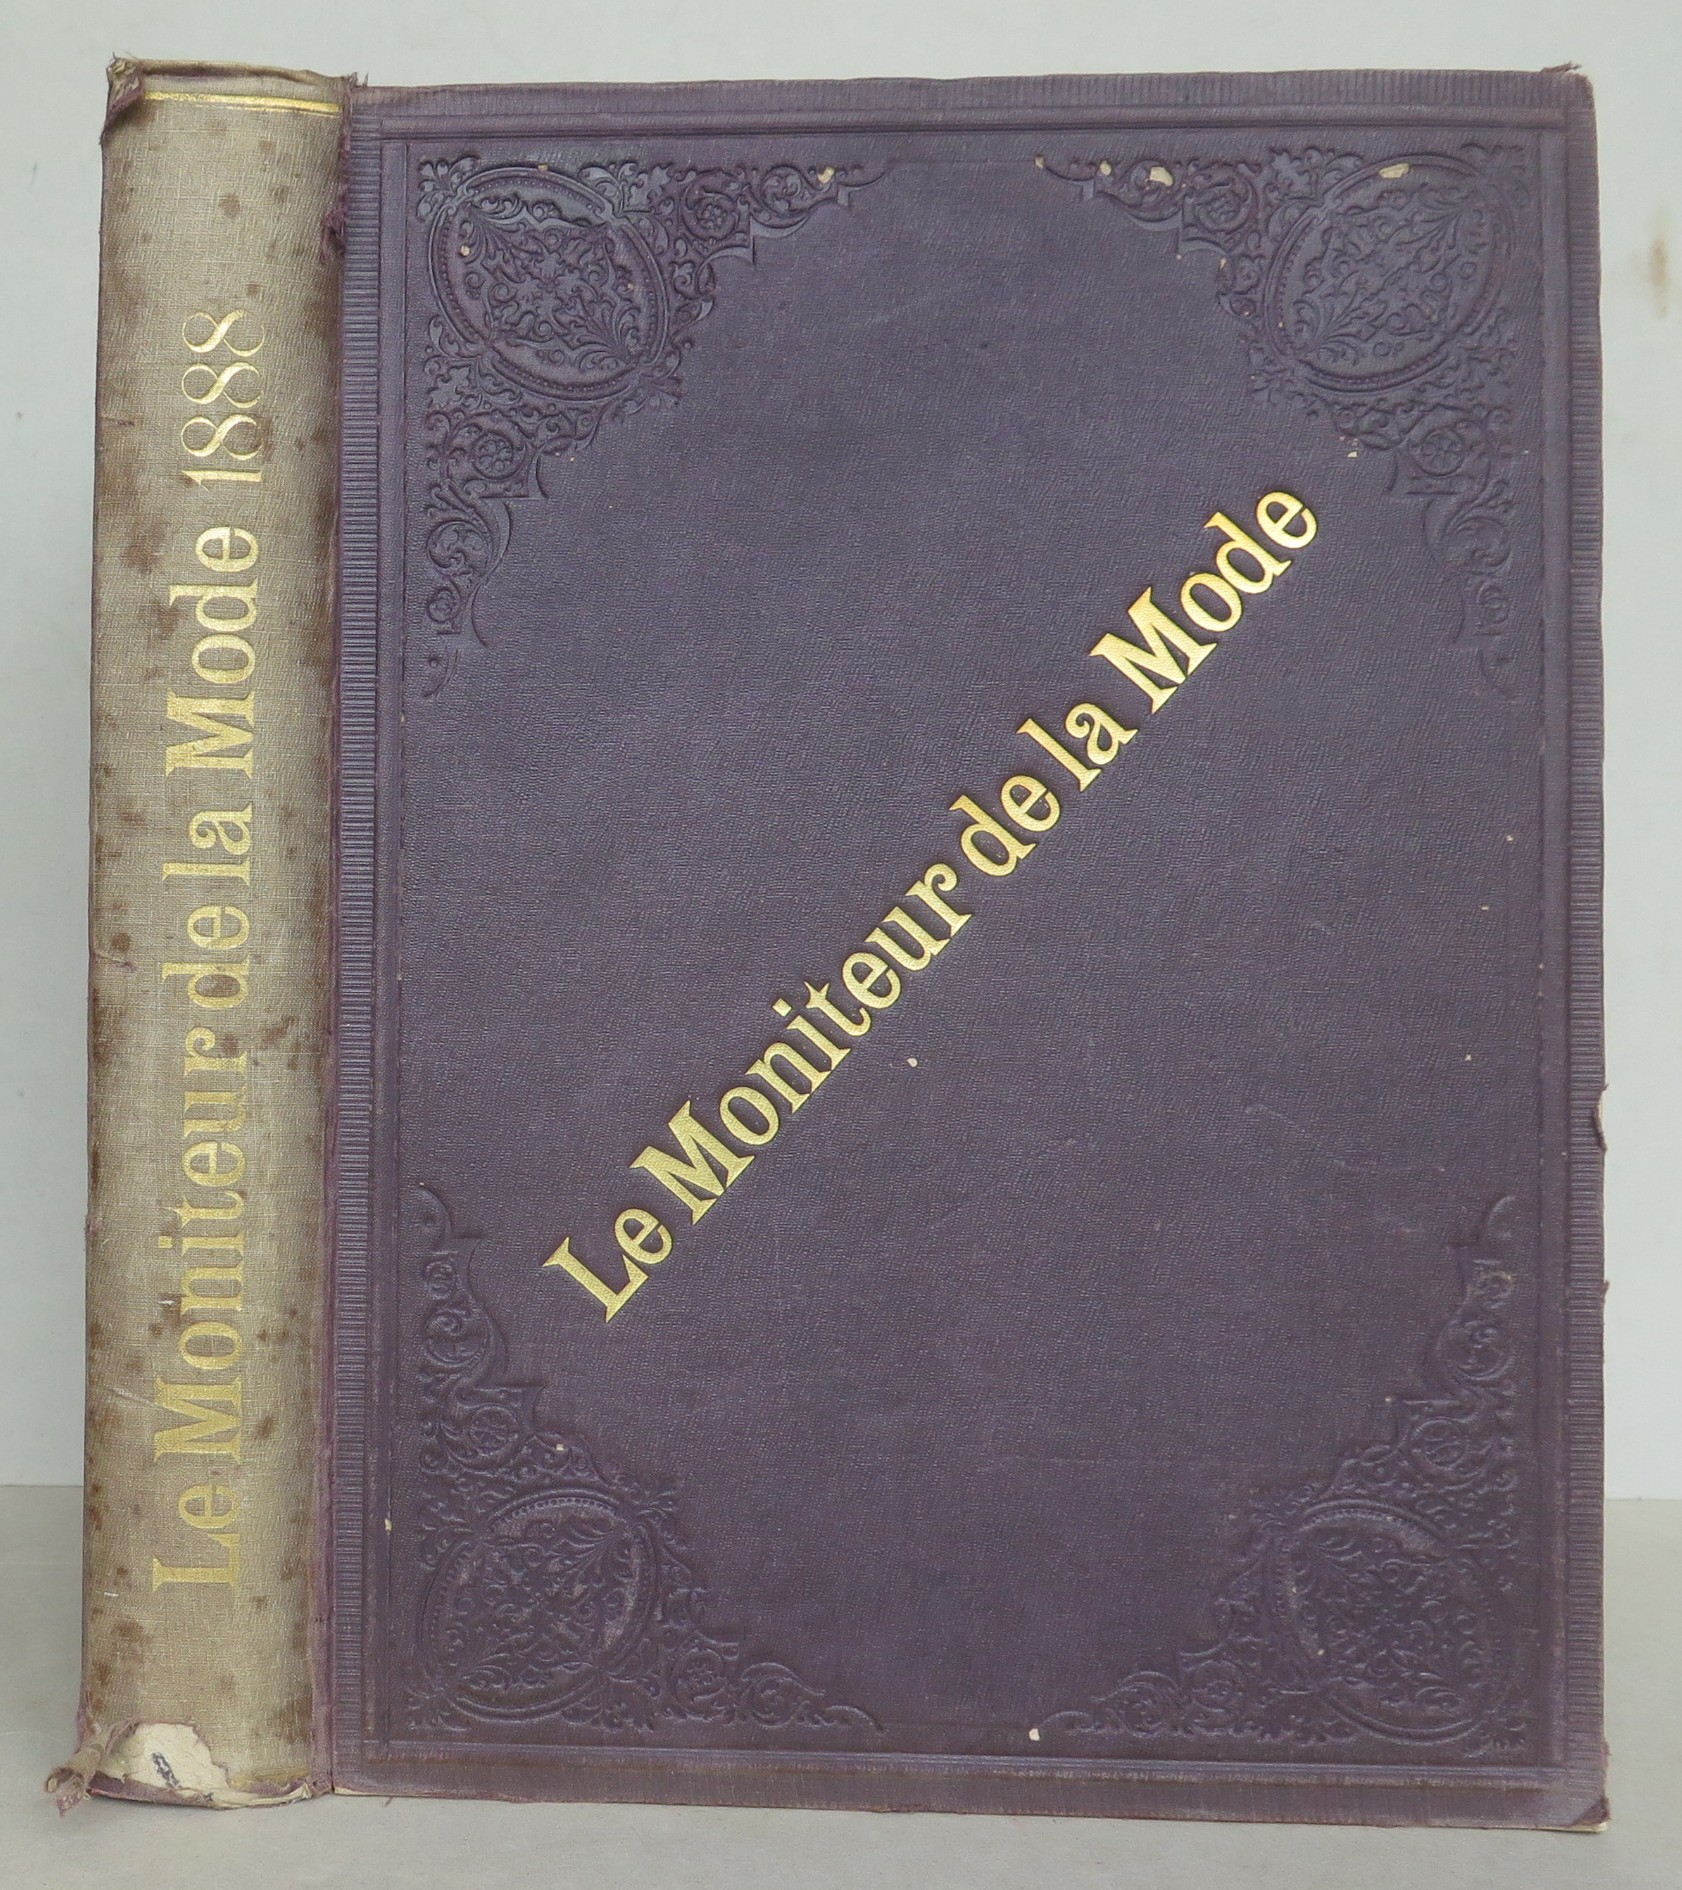 Le Moniteur de la Mode 1888
Le Moniteur de la Mode